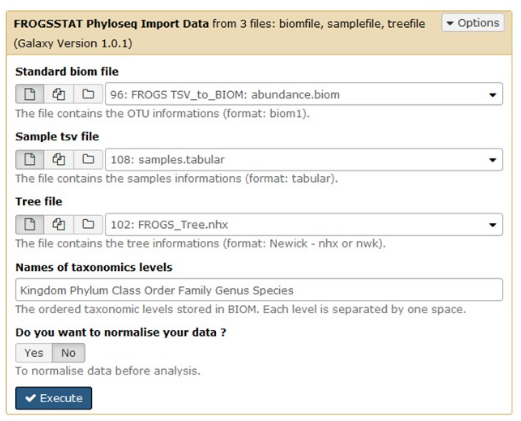 FROGSSTAT Phyloseq Import Data from 3 files: biomfile, samplefile, treefile
Options
(Galaxy Version 1.0.1)
Standard biom file
96: FROGS TSV_to_BIOM: abundance.biom
The file contains the OTU informations (format: biom1).
Sample tsv file
108: samples.tabular
The file contains the samples informations (format: tabular).
Tree file
102: FROGS_Tree.nhx
The file contains the tree informations (format: Newick - nhx or nwk).
Names of taxonomics levels
Kingdom Phylum Class Order Family Genus Species
The ordered taxonomic levels stored in BIOM. Each level is separated by one space.
Do you want to normalise your data ?
Yes No
To normalise data before analysis.
Execute